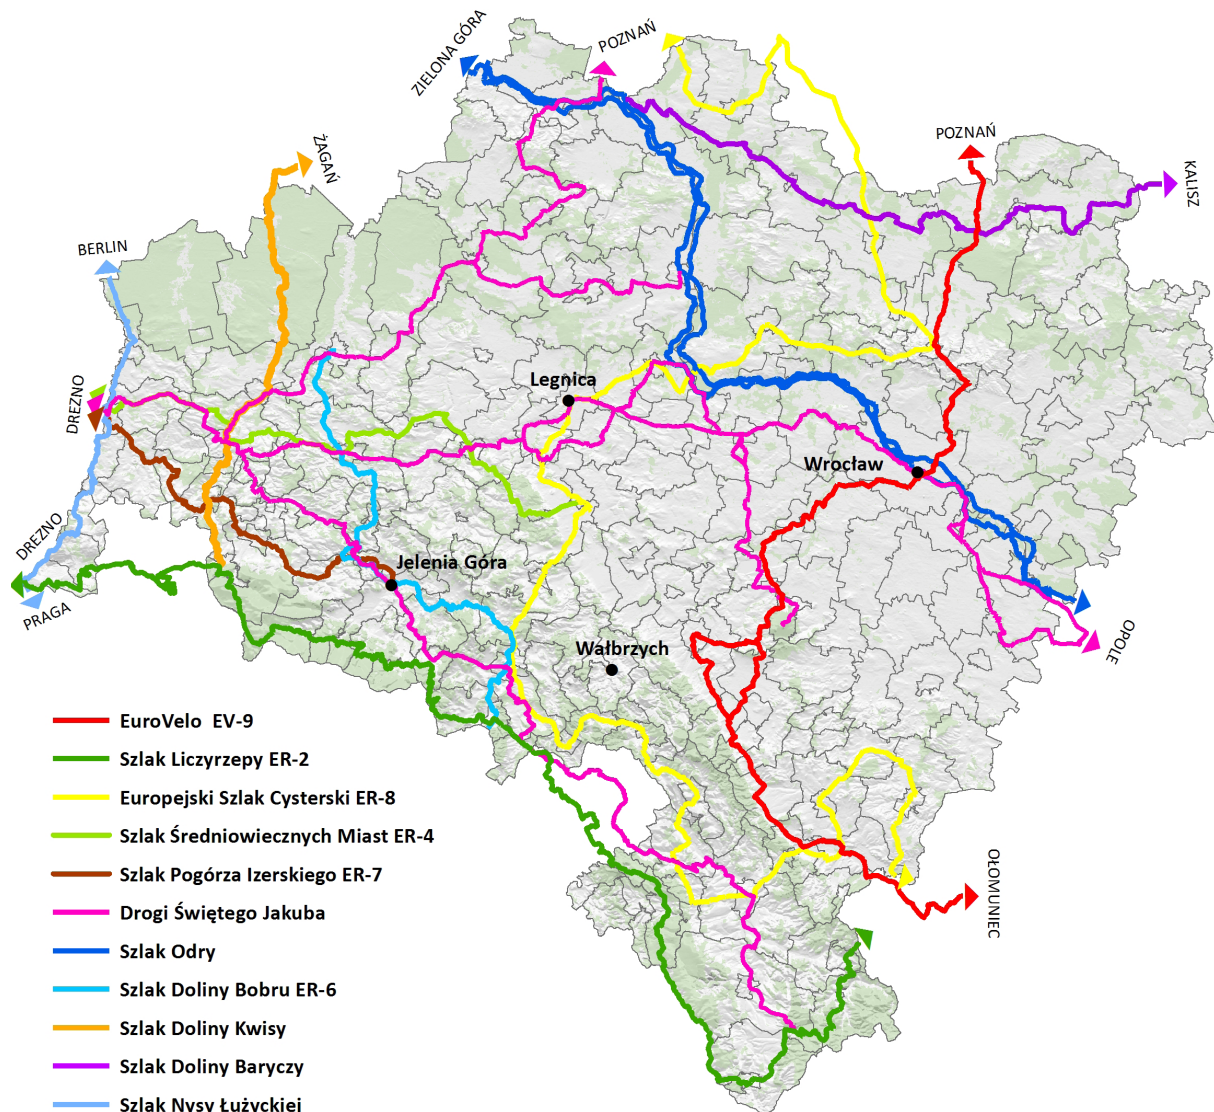 ZIELONA GÓRA
POZNAŃ
POZNAŃ
ŻAGAŃ
KALISZ
BERLIN
DREZNO
Legnica
Wrocław
DREZNO
Jelenia Góra
PRAGA
OPOLE
Wałbrzych
EuroVelo EV-9
Szlak Liczyrzepy ER-2
Europejski Szlak Cysterski ER-8
Szlak Średniowiecznych Miast ER-4
Szlak Pogórza Izerskiego ER-7
OŁOMUNIEC
Drogi Świętego Jakuba
Szlak Odry
Szlak Doliny Bobru ER-6
Szlak Doliny Kwisy
Szlak Doliny Baryczy
Szlak Nysy Łużyckiej